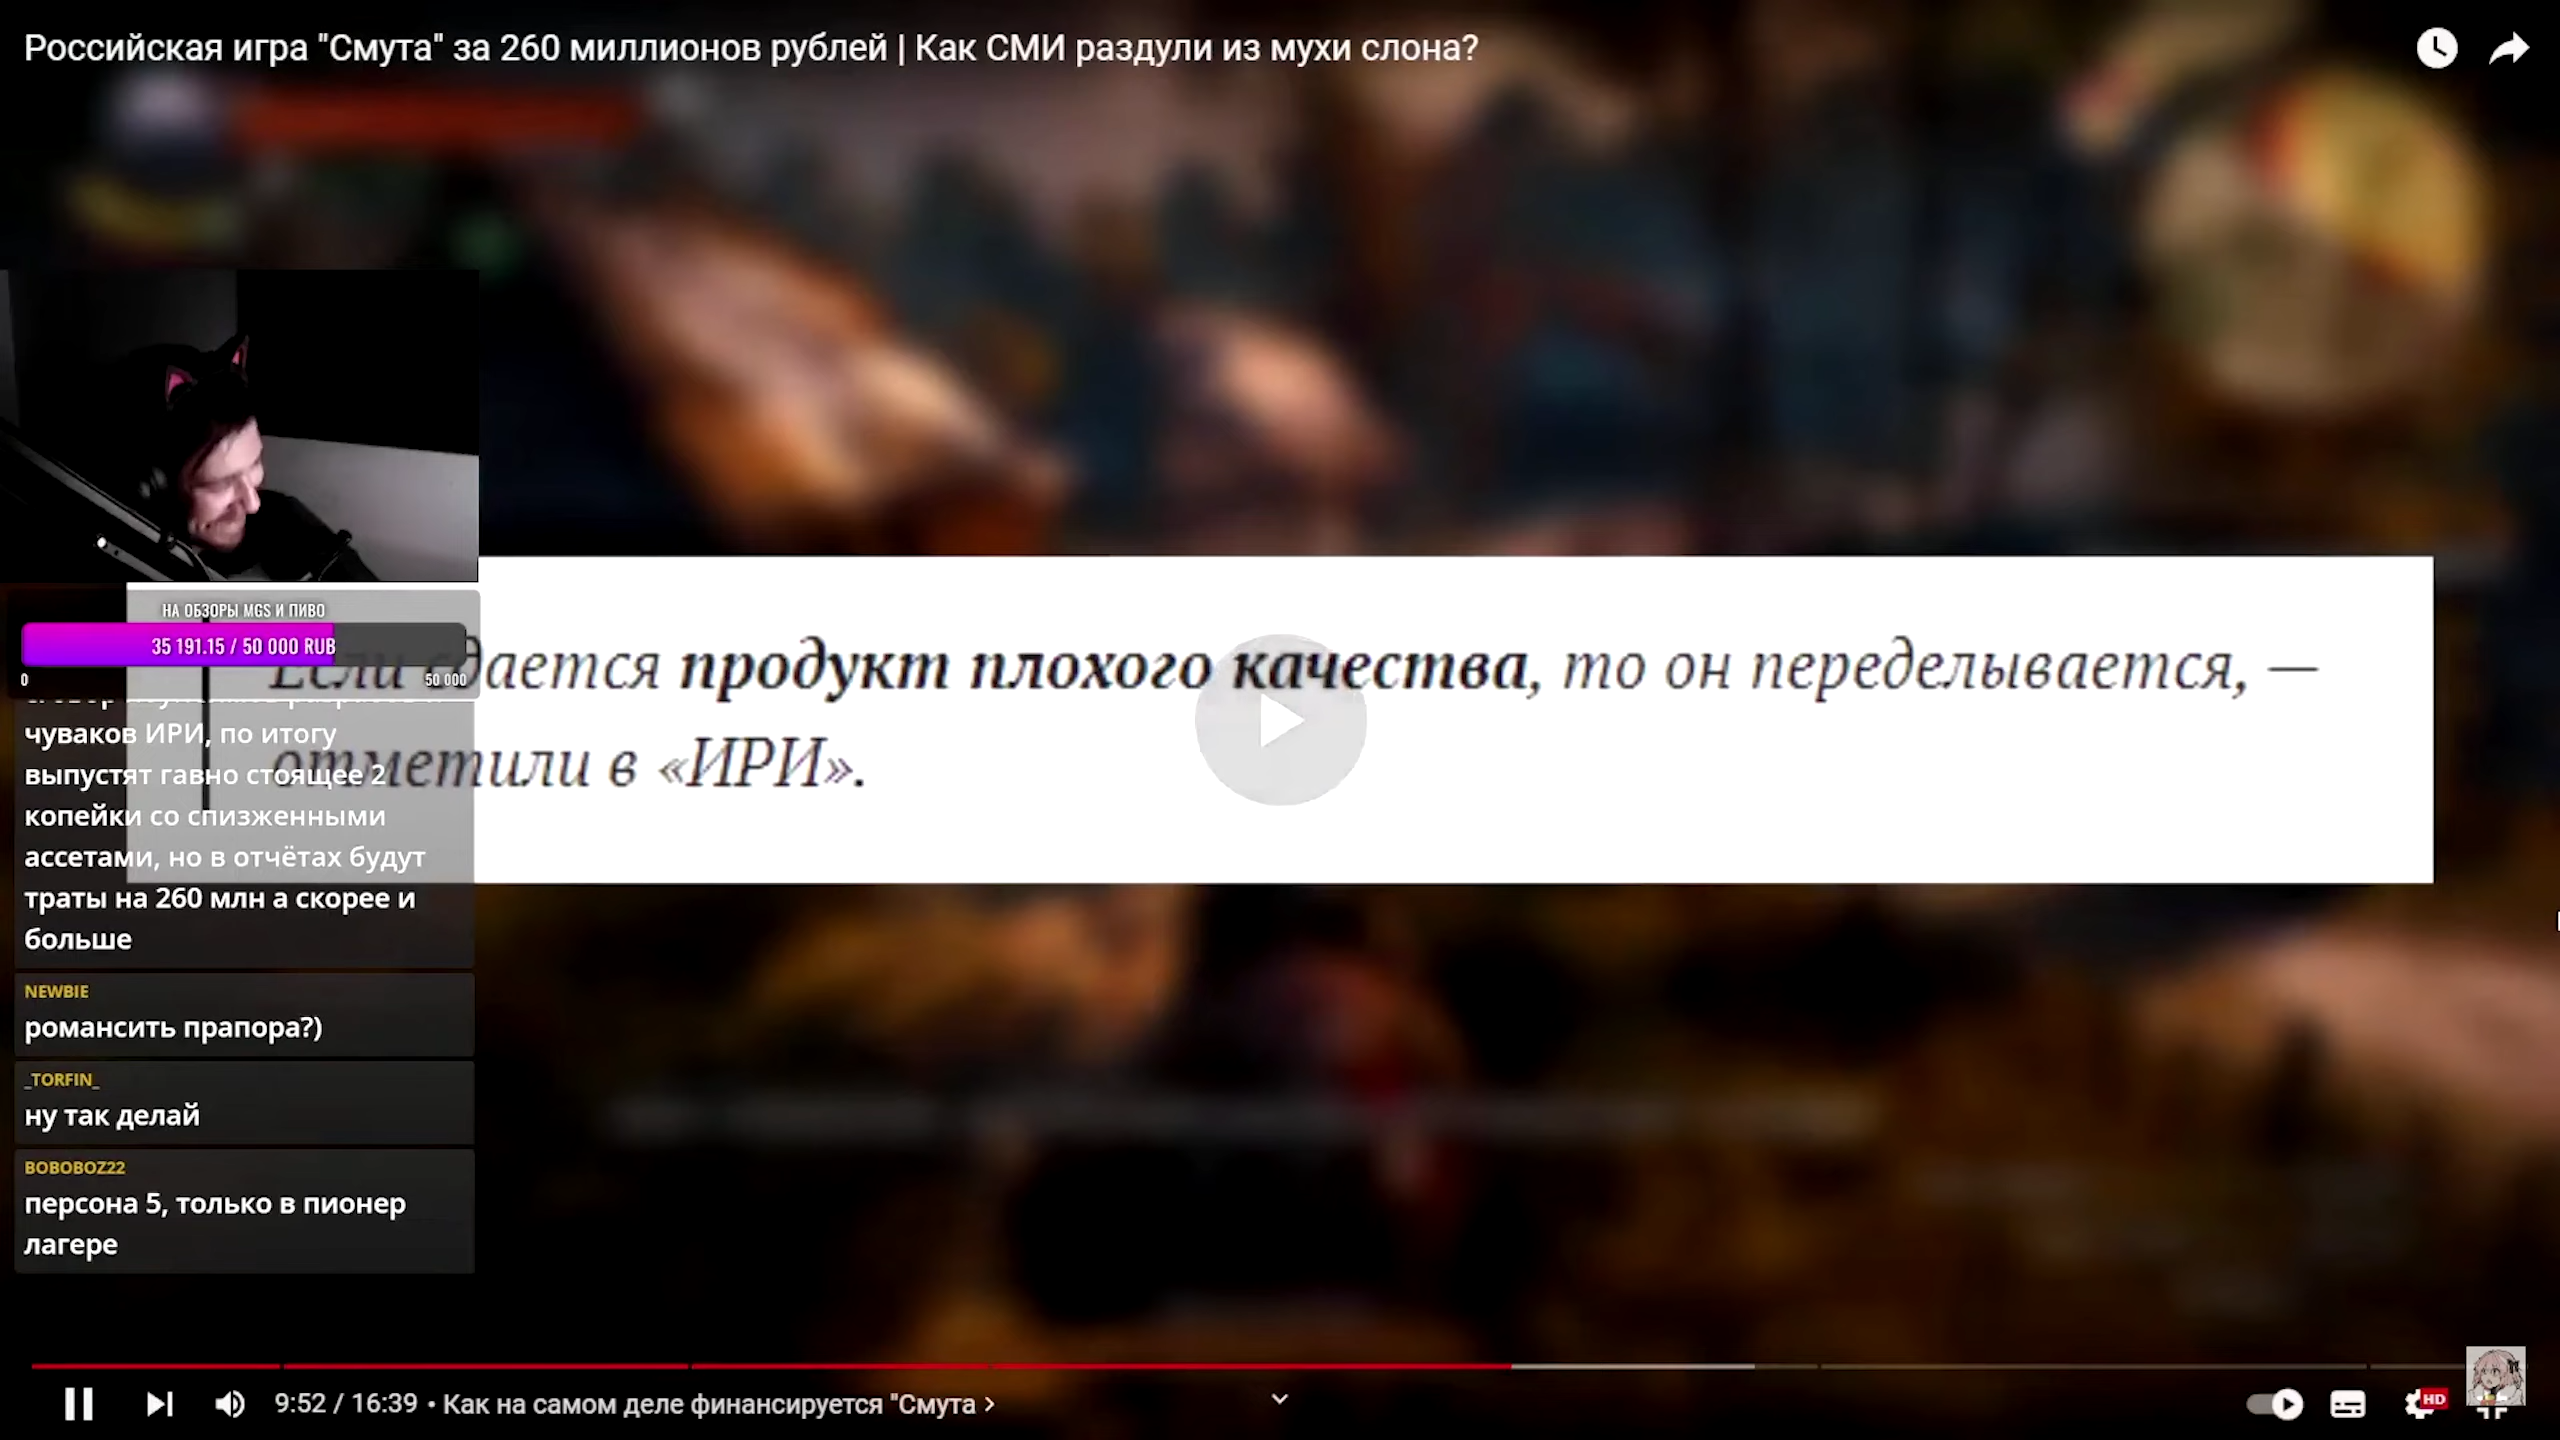 Российская игра "Смута" за 260 миллионов рублей | Как СМИ раздули из мухи слона?
НА ОБЗОРЫ MGS И ПИВО
35 191.15 / 50 000 RUB
0
50 000
Если сдается продукт плохого качества, то он переделывается, —
отметили в «ИРИ».
чуваков ИРИ, по итогу
выпустят гавно стоящее 2
копейки со спизженными
ассетами, но в отчётах будут
траты на 260 млн а скорее и
больше
NEWBIE
романсить прапора?)
_TORFIN_
ну так делай
BOBOBOZ22
персона 5, только в пионер
лагере
9:52 / 16:39 • Как на самом деле финансируется "Смута
HD